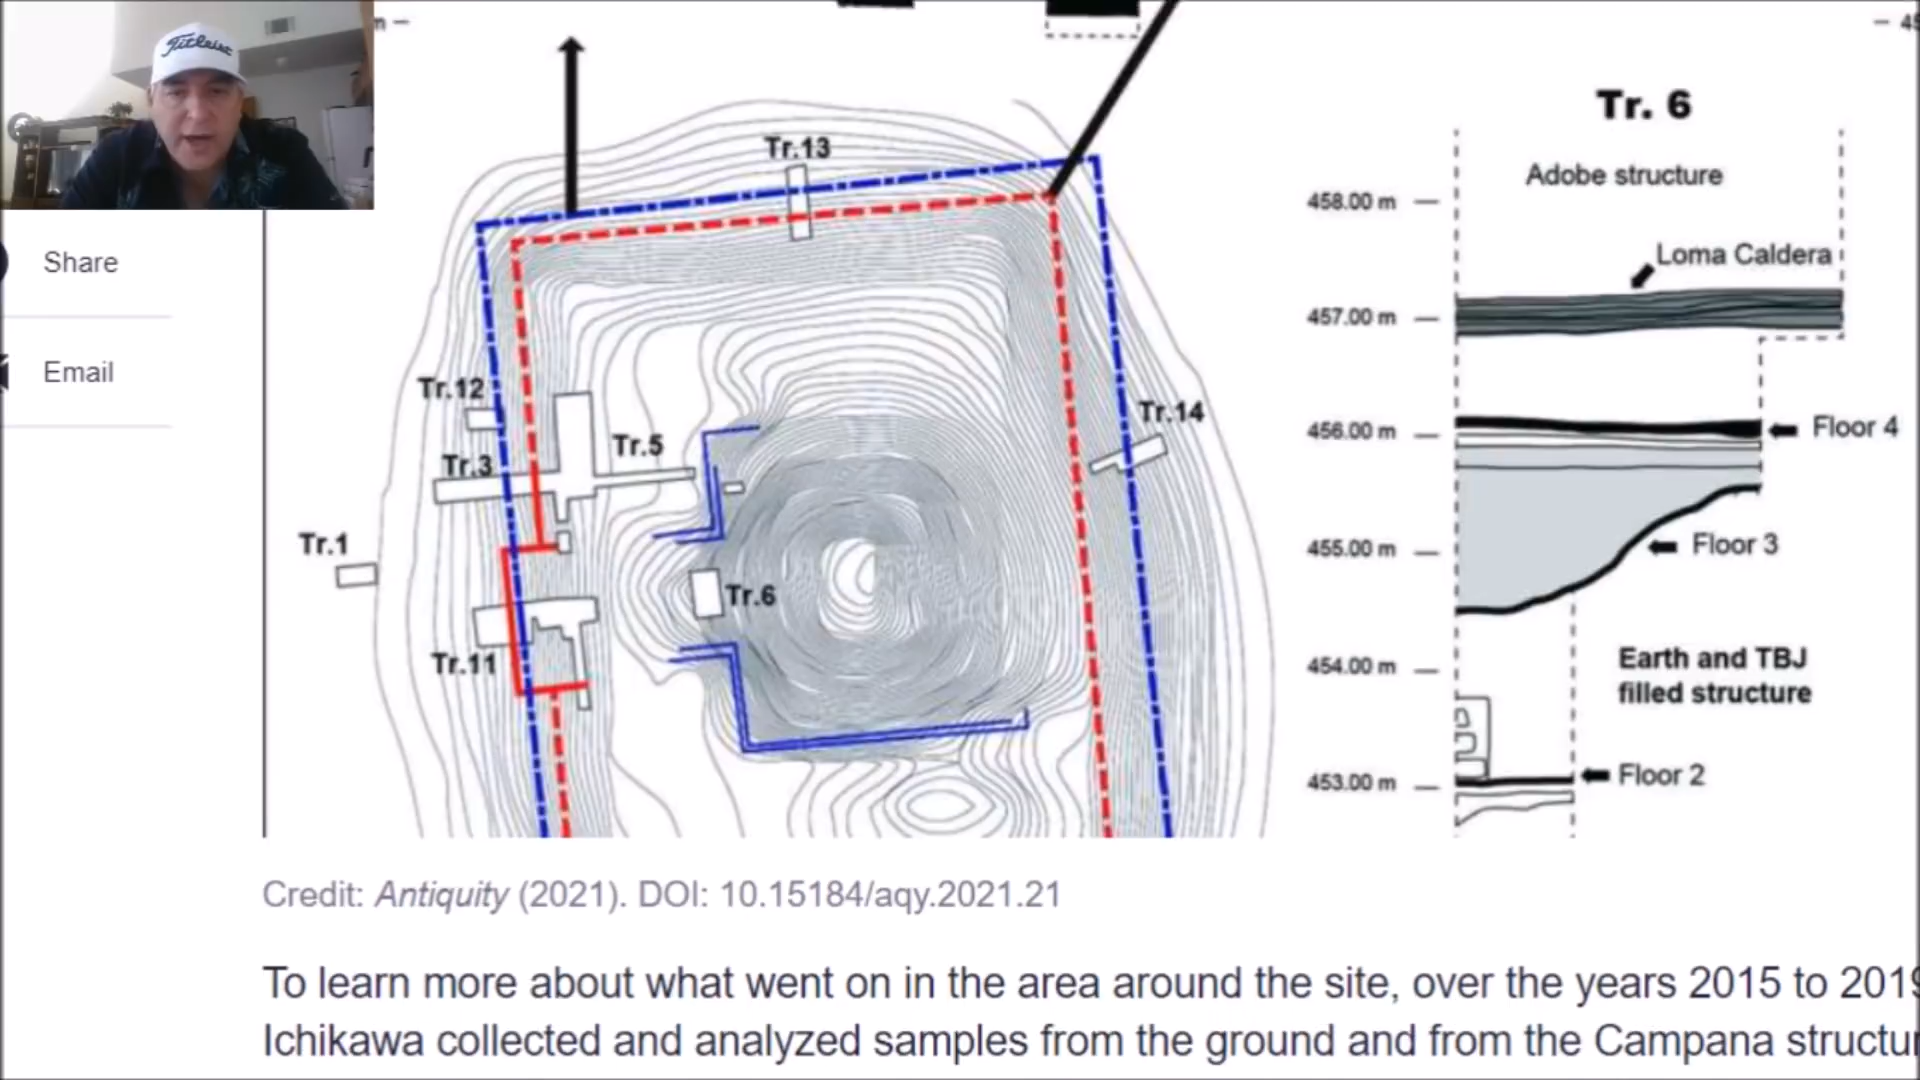 Titleist
m
45
Tr. 6
Tr.13
Adobe structure
458.00 m
Loma Caldera
Share
457.00 m
Email
Tr.12
Tr.14
Floor 4
456.00 m
Tr.5
Tr.3
Tr.1
455.00 m
Floor 3
Tr.6
Tr.11
454.00 m
Earth and TBJ
filled structure
453.00 m
Floor 2
Credit: Antiquity (2021). DOI: 10.15184/aqy.2021.21
To learn more about what went on in the area around the site, over the years 2015 to 2019
Ichikawa collected and analyzed samples from the ground and from the Campana structur